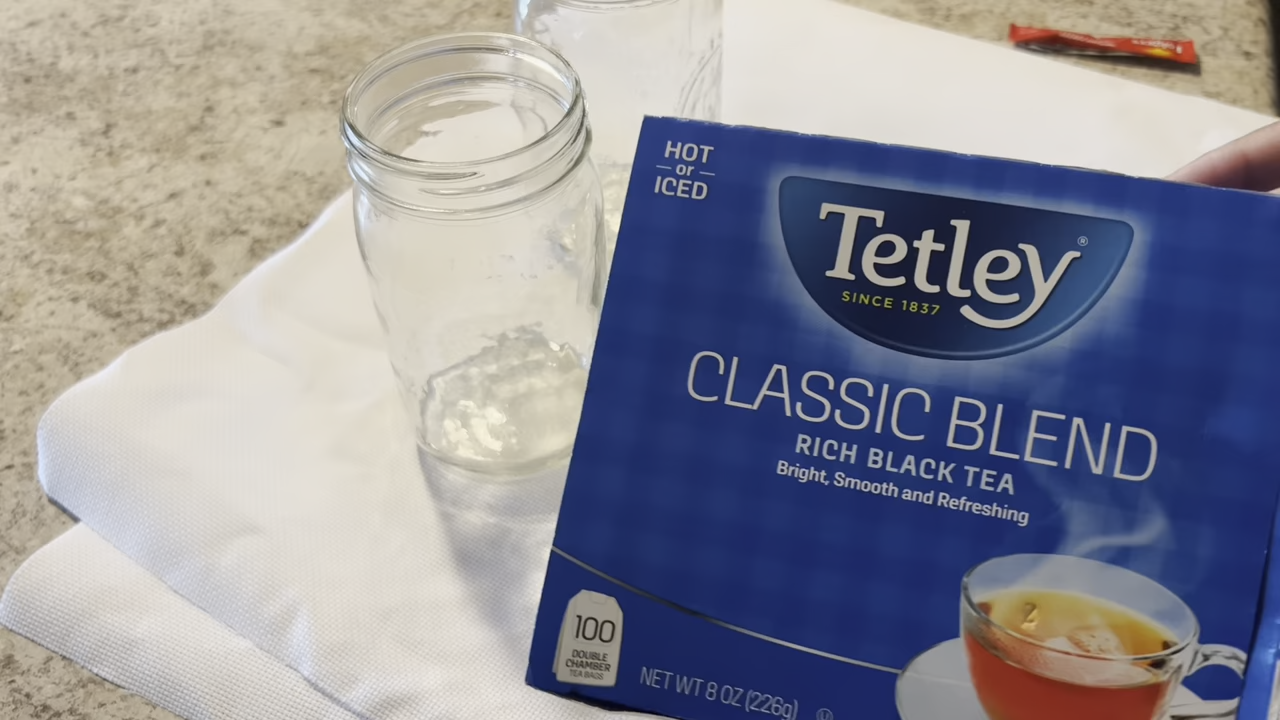 HOT
or
ICED
Tetley®
SINCE 1837
CLASSIC BLEND
RICH BLACK TEA
Bright, Smooth and Refreshing
100
DOUBLE
CHAMBER
TEA BAGS
NET WT 8 OZ (226g)